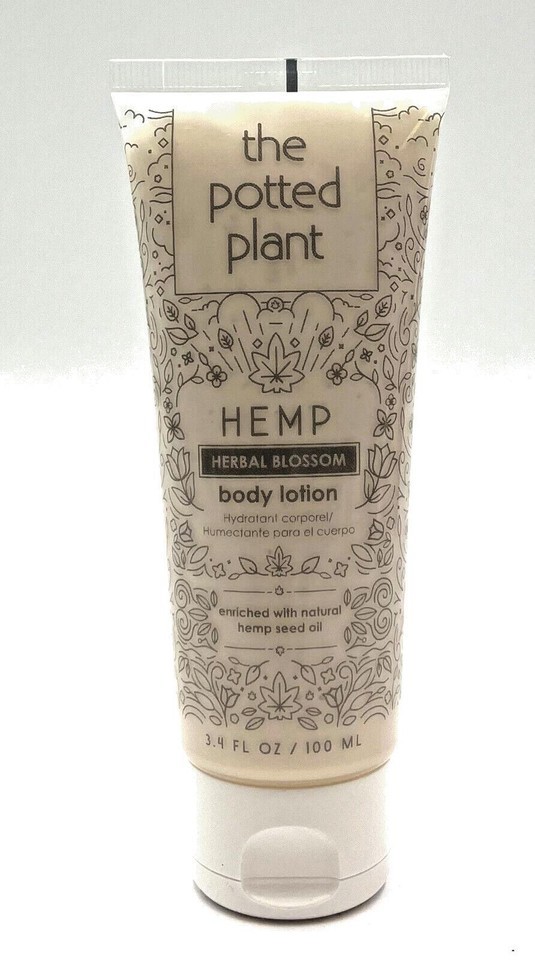 the
potted
plant
HEMP
HERBAL BLOSSOM
body lotion
Hydratant corporel/
Humectante para el cuerpo
enriched with natural
hemp seed oil
3.4 FL OZ / 100 ML